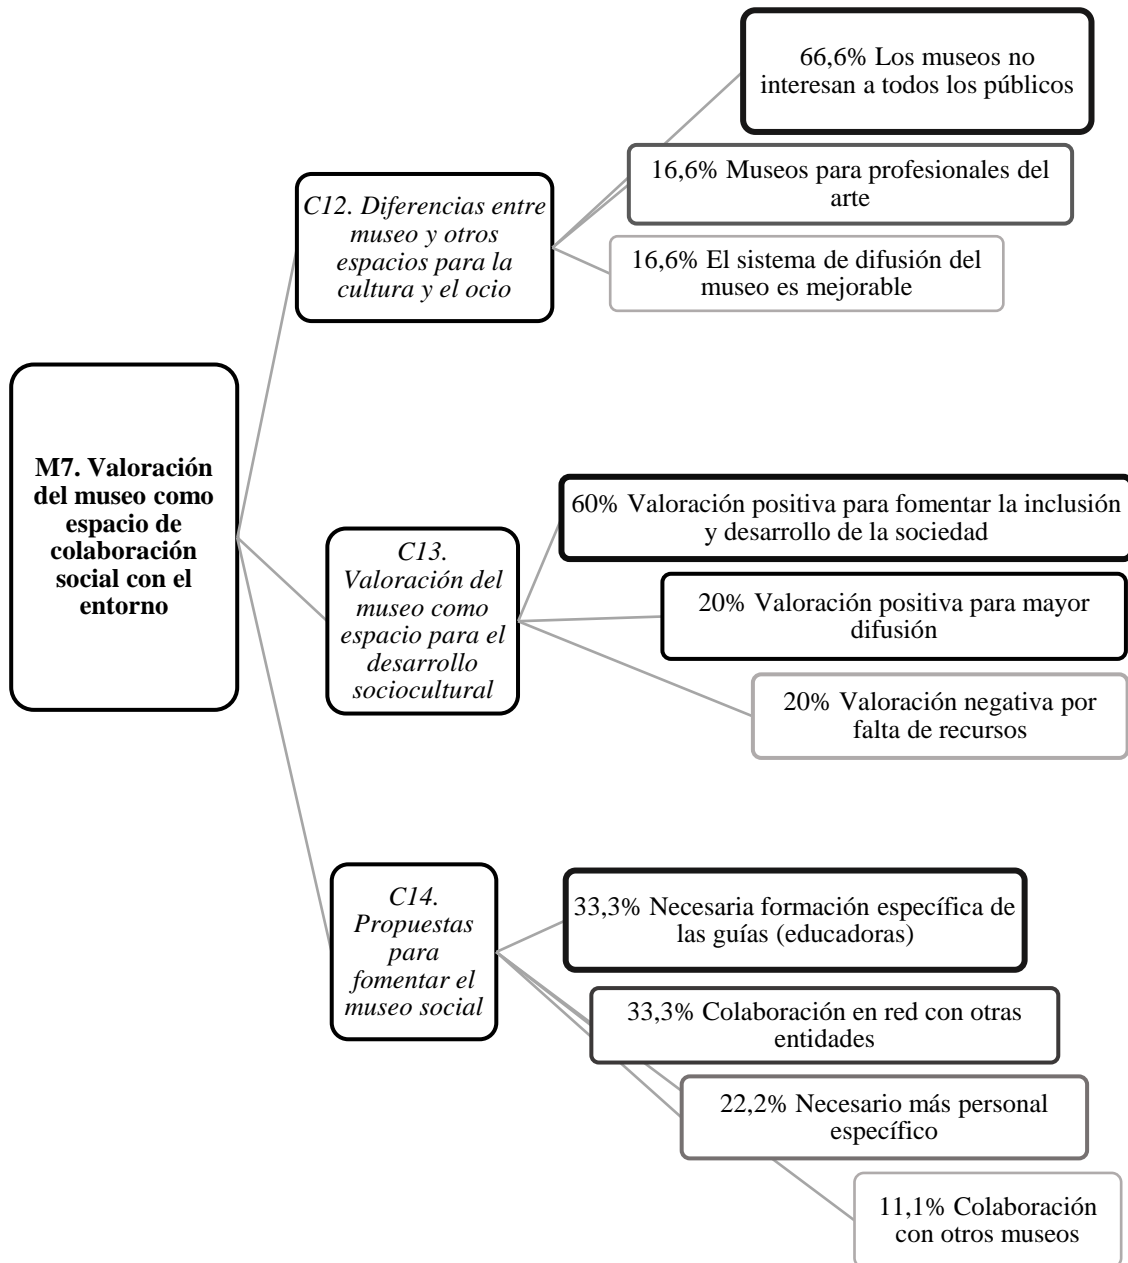 M7. Valoración
del museo como
espacio de
colaboración
social con el
entorno
C12. Diferencias entre
museo y otros
espacios para la
cultura y el ocio
66,6% Los museos no
interesan a todos los públicos
16,6% Museos para profesionales del
arte
16,6% El sistema de difusión del
museo es mejorable
C13.
Valoración del
museo como
espacio para el
desarrollo
sociocultural
60% Valoración positiva para fomentar la inclusión
y desarrollo de la sociedad
20% Valoración positiva para mayor
difusión
20% Valoración negativa por
falta de recursos
C14.
Propuestas
para
fomentar el
museo social
33,3% Necesaria formación específica de
las guías (educadoras)
33,3% Colaboración en red con otras
entidades
22,2% Necesario más personal
específico
11,1% Colaboración
con otros museos